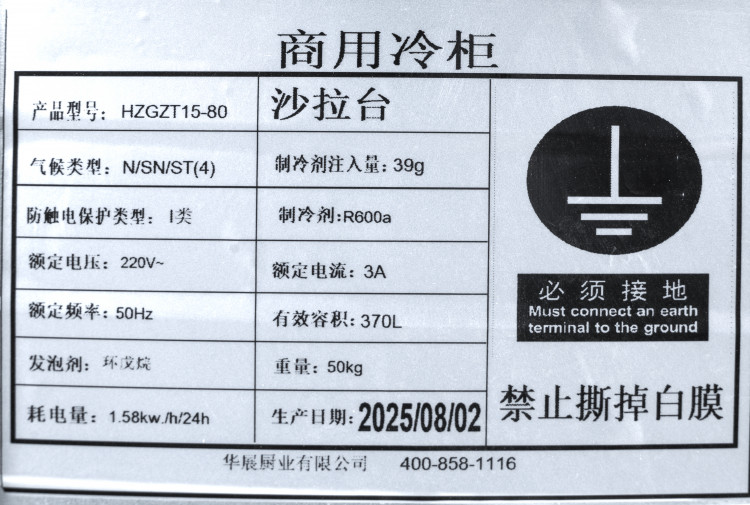 商用冷柜
产品型号: HZGZT15-80
沙拉台
气候类型: N/SN/ST(4)
制冷剂注入量: 39g
防触电保护类型: I类
制冷剂:R600a
额定电压: 220V~
额定电流: 3A
额定频率: 50Hz
有效容积: 370L
发泡剂: 环戊烷
重量: 50kg
耗电量: 1.58kw./h/24h
生产日期: 2025/08/02
必须接地
Must connect an earth
terminal to the ground
禁止撕掉白膜
华展厨业有限公司 400-858-1116